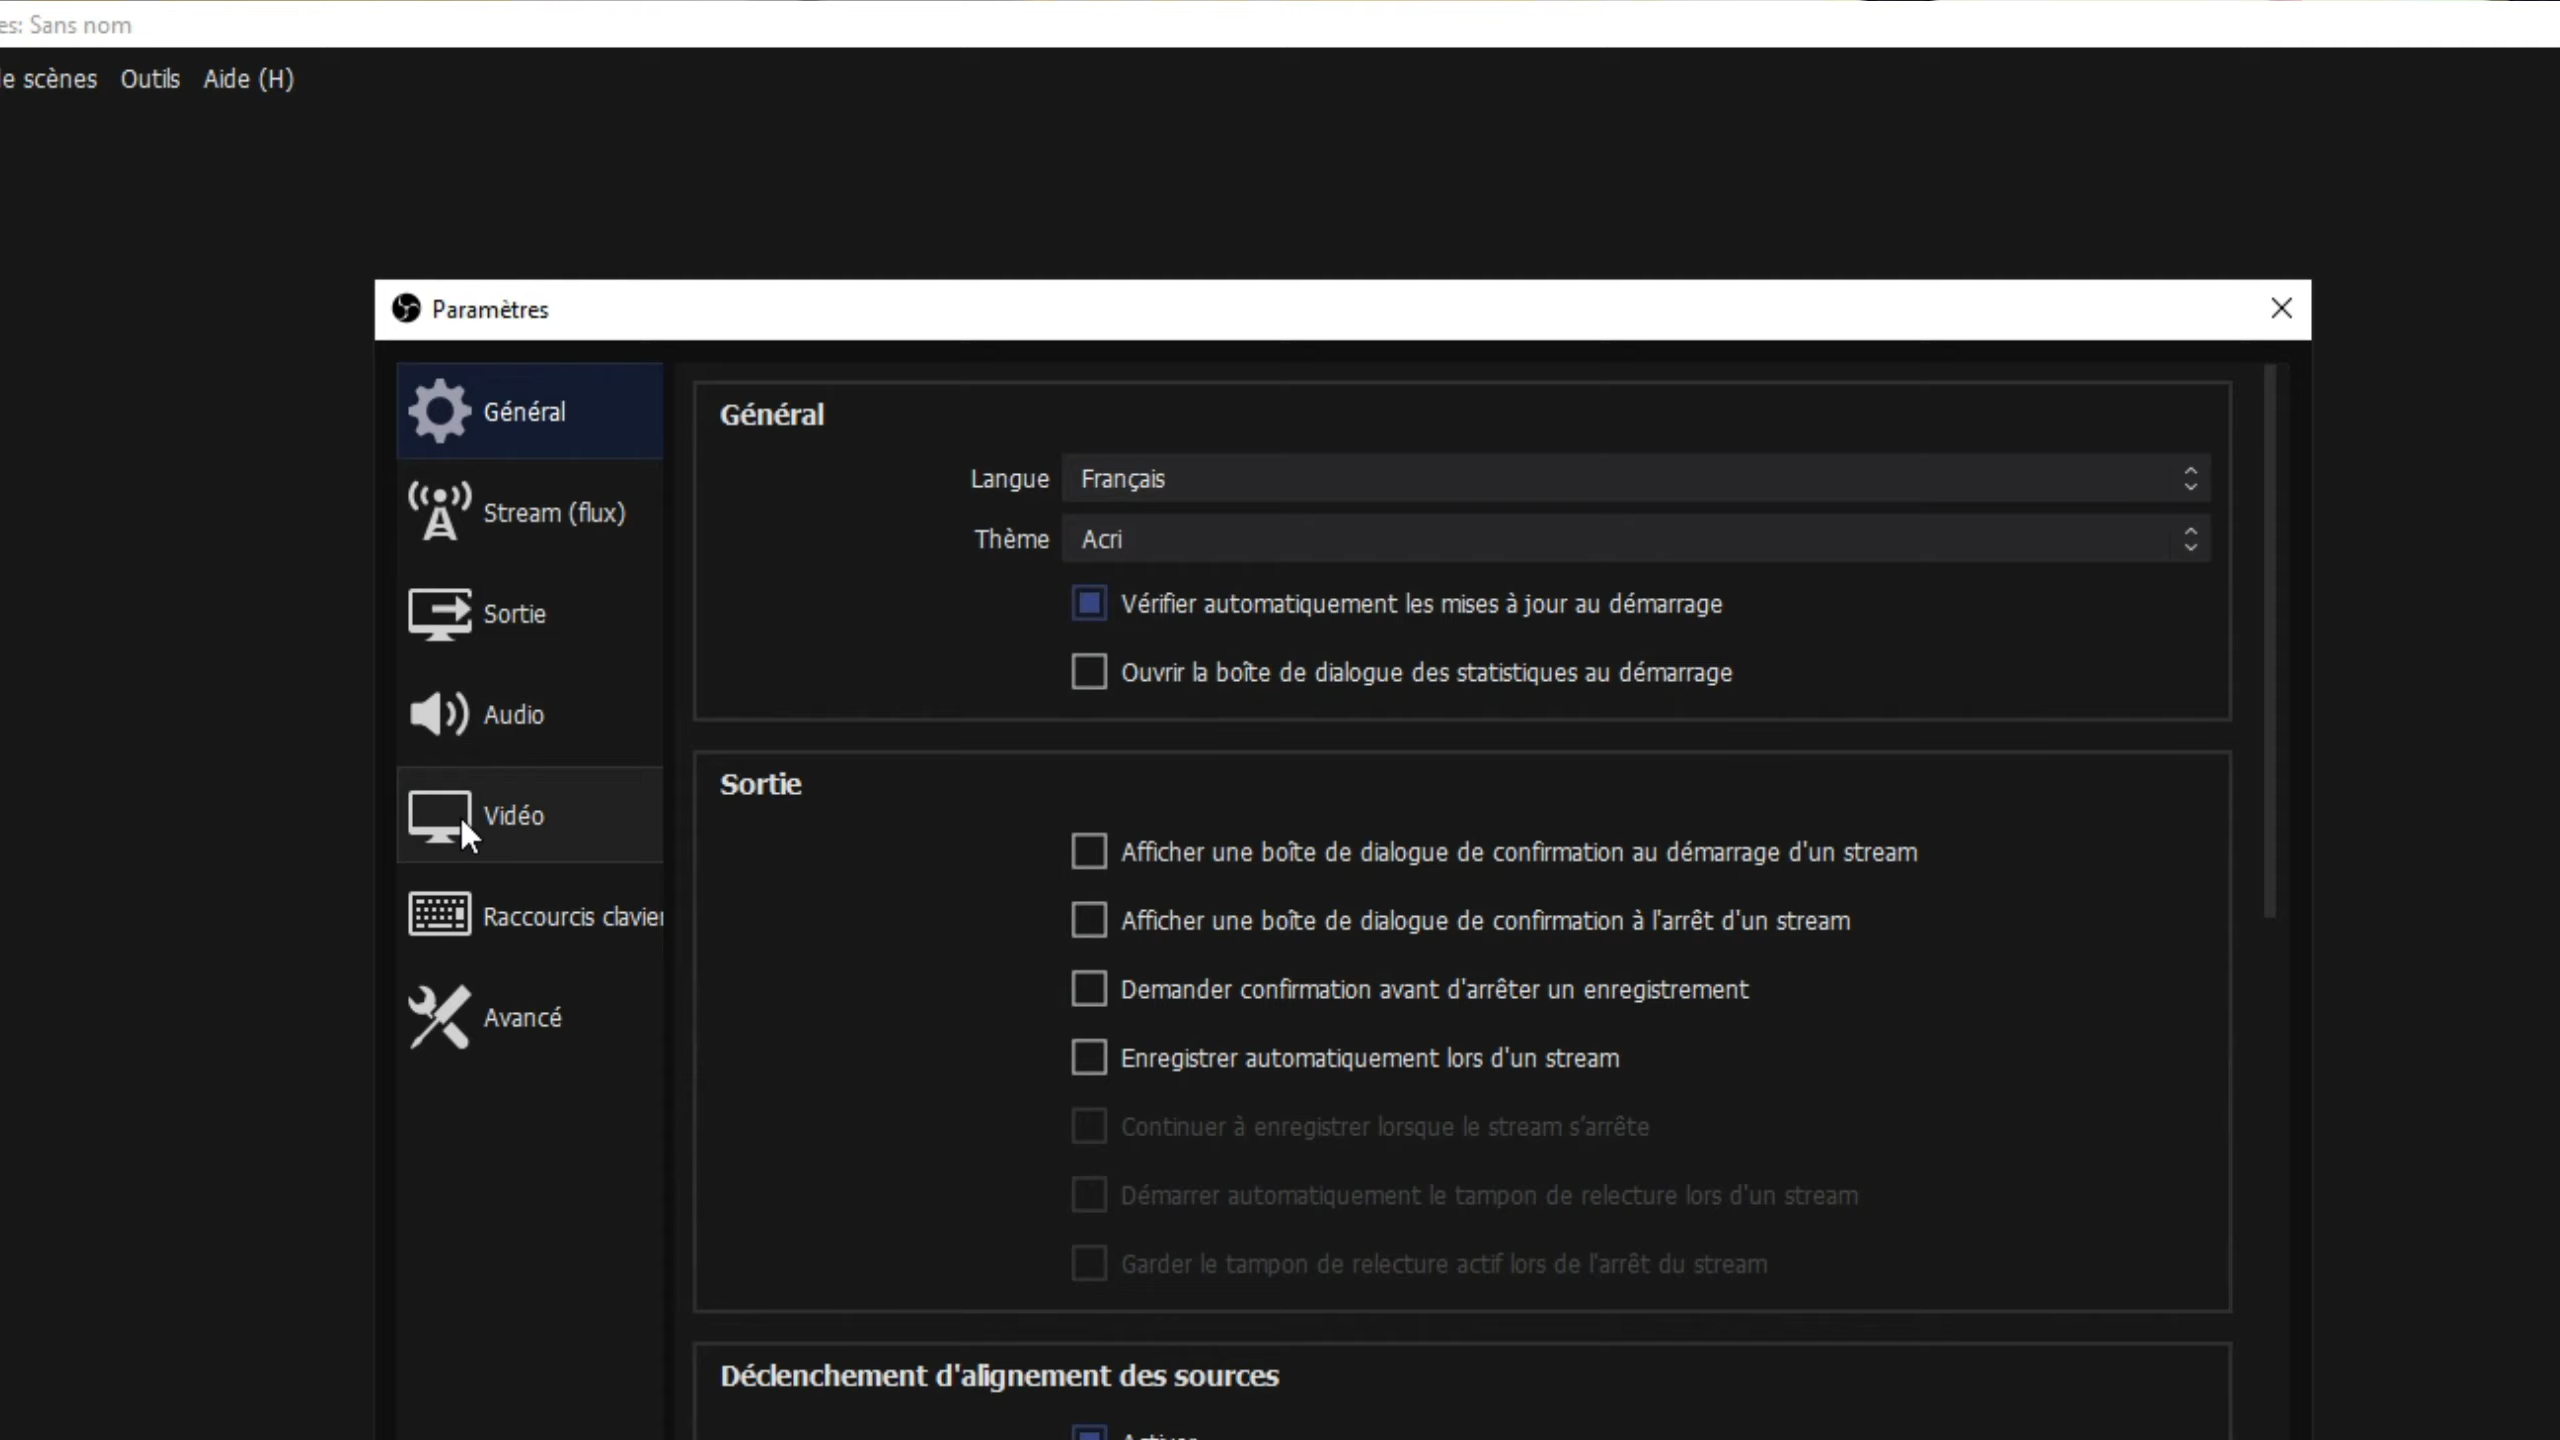 es: Sans nom
e scènes Outils Aide (H)
Paramètres
Général
Stream (flux)
Sortie
Audio
Vidéo
Raccourcis clavier
Avancé
Général
Langue Français
Thème Acri
Vérifier automatiquement les mises à jour au démarrage
Ouvrir la boîte de dialogue des statistiques au démarrage
Sortie
Afficher une boîte de dialogue de confirmation au démarrage d'un stream
Afficher une boîte de dialogue de confirmation à l'arrêt d'un stream
Demander confirmation avant d'arrêter un enregistrement
Enregistrer automatiquement lors d'un stream
Continuer à enregistrer lorsque le stream s’arrête
Démarrer automatiquement le tampon de relecture lors d'un stream
Garder le tampon de relecture actif lors de l'arrêt du stream
Déclenchement d'alignement des sources